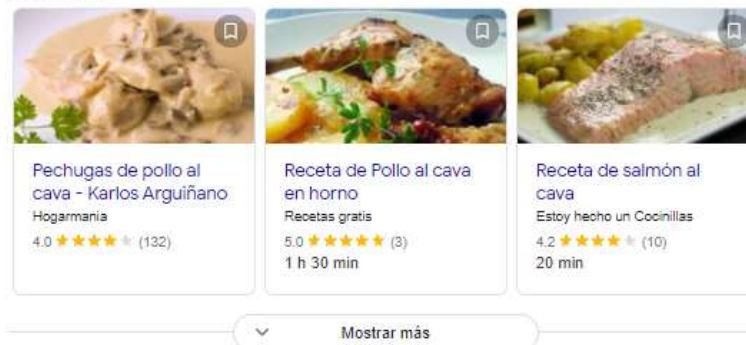 Pechugas de pollo al
cava - Karlos Arguiñano
Hogarmania
4.0 (132)
Receta de Pollo al cava
en horno
Recetas gratis
5.0 (3)
1 h 30 min
Receta de salmón al
cava
Estoy hecho un Cocinillas
4.2 (10)
20 min
Mostrar más